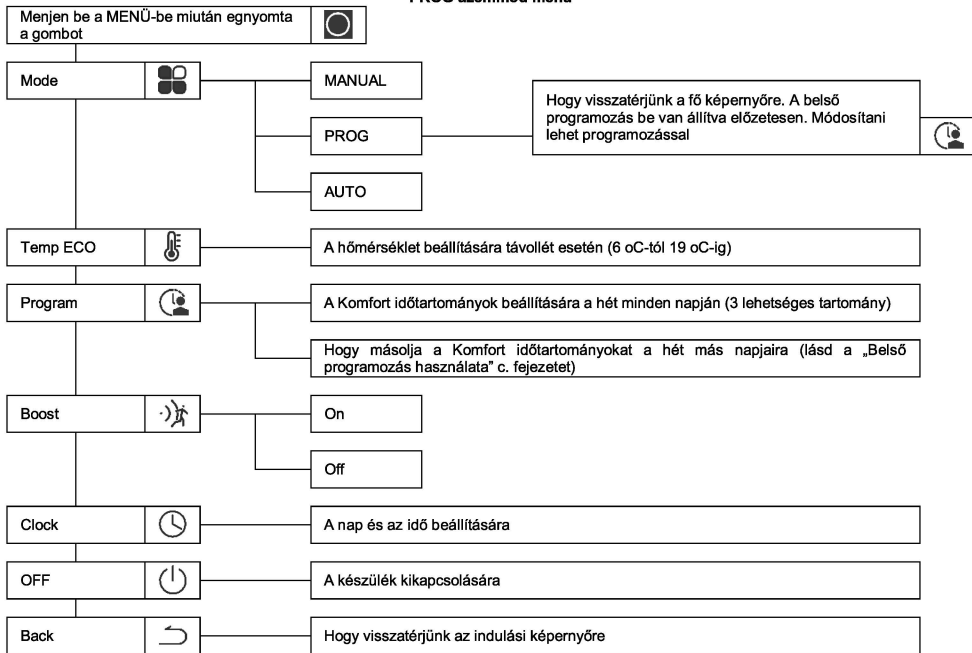 PROG üzemmód menü
Menjen be a MENÜ-be miután egnyomta
a gombot
Mode
MANUAL
PROG
Hogy visszatérjünk a fő képernyőre. A belső
programozás be van állítva előzetesen. Módosítani
lehet programozással
AUTO
Temp ECO
A hőmérséklet beállítására távollét esetén (6 oC-tól 19 oC-ig)
Program
A Komfort időtartományok beállítására a hét minden napján (3 lehetséges tartomány)
Hogy másolja a Komfort időtartományokat a hét más napjaira (lásd a „Belső
programozás használata” c. fejezetet)
Boost
On
Off
Clock
A nap és az idő beállítására
OFF
A készülék kikapcsolására
Back
Hogy visszatérjünk az indulási képernyőre